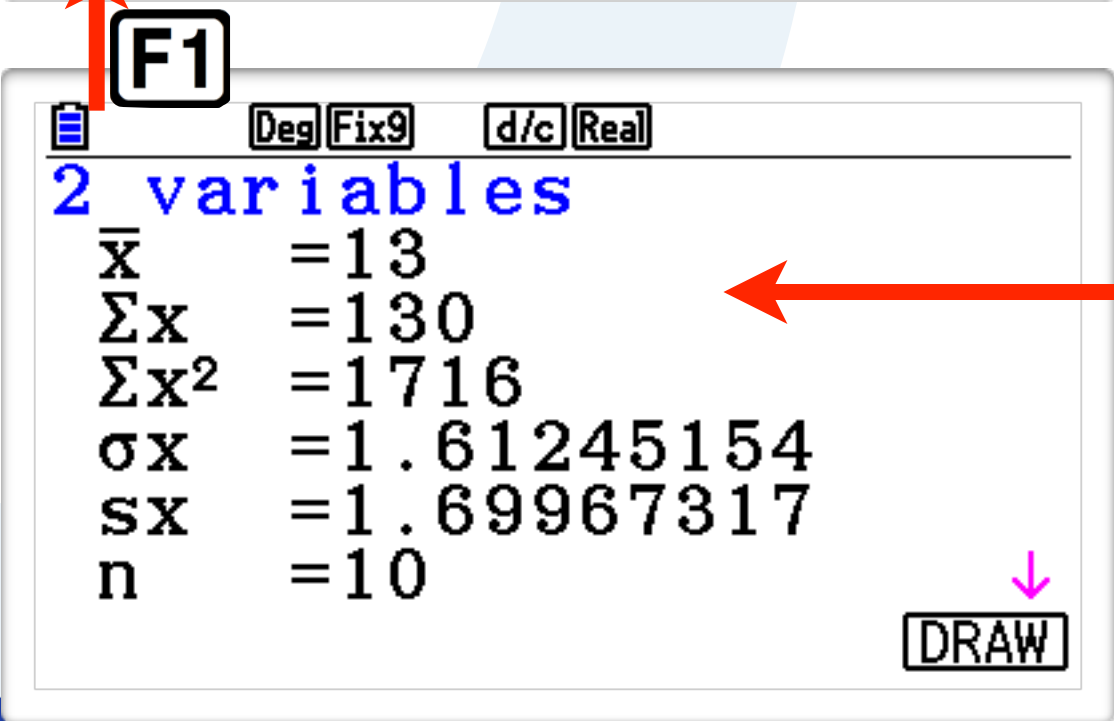 F1
Deg Fix9 d/c Real
2 variables
x̄ =13
Σx =130
Σx² =1716
σx =1.61245154
sx =1.69967317
n =10
DRAW